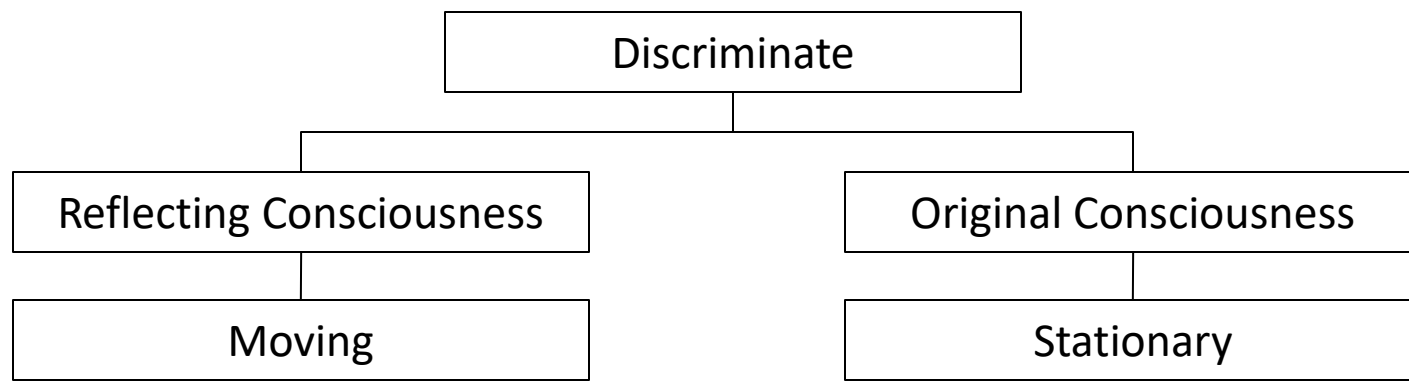 Discriminate
Reflecting Consciousness
Original Consciousness
Moving
Stationary